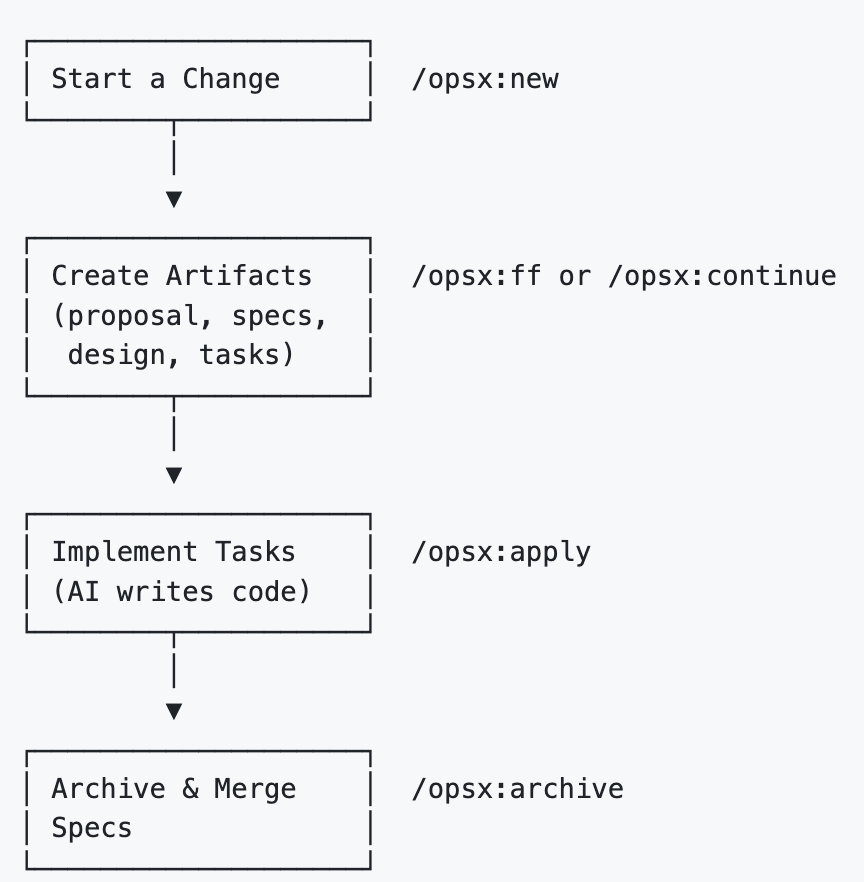 Start a Change /opsx:new
Create Artifacts /opsx:ff or /opsx:continue
(proposal, specs,
design, tasks)
Implement Tasks /opsx:apply
(AI writes code)
Archive & Merge /opsx:archive
Specs